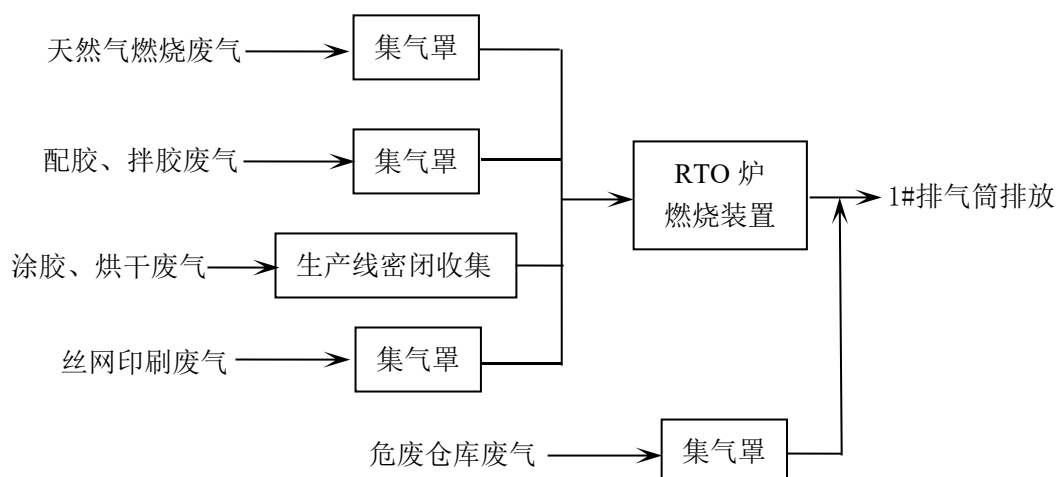 天然气燃烧废气
集气罩
配胶、拌胶废气
集气罩
RTO 炉
燃烧装置
1#排气筒排放
涂胶、烘干废气
生产线密闭收集
丝网印刷废气
集气罩
危废仓库废气
集气罩